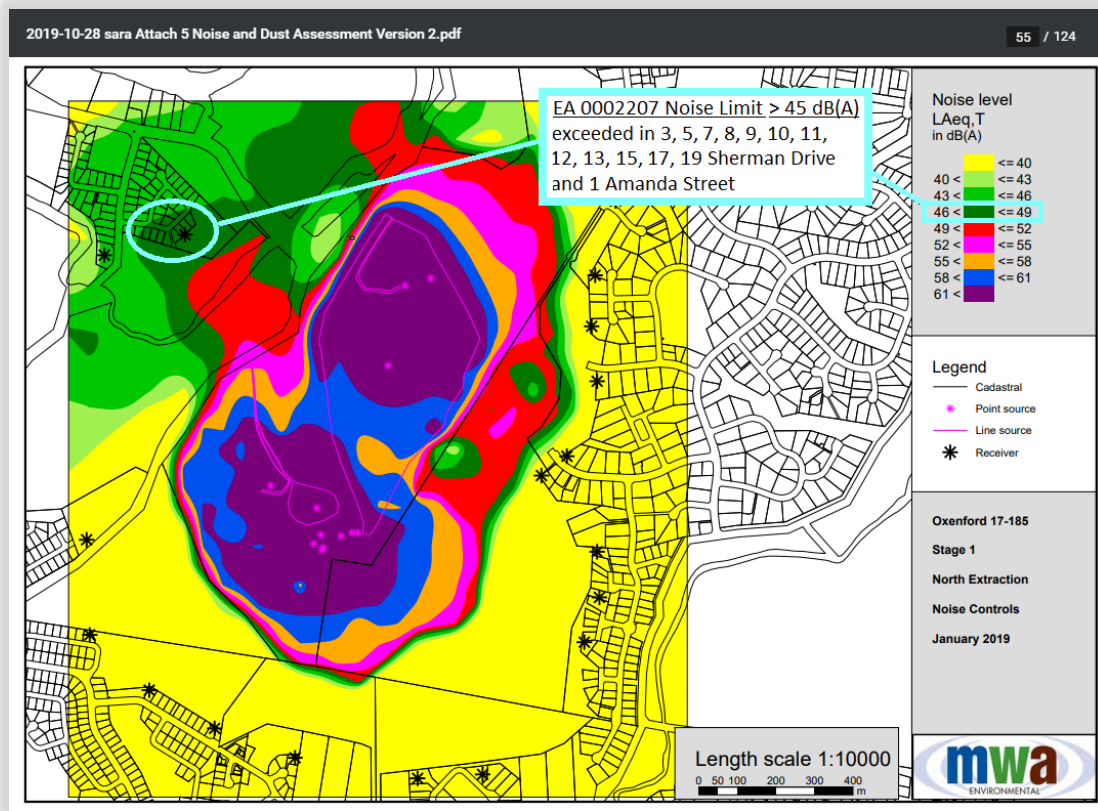 2019-10-28 sara Attach 5 Noise and Dust Assessment Version 2.pdf
55 / 124
EA 0002207 Noise Limit > 45 dB(A)
exceeded in 3, 5, 7, 8, 9, 10, 11,
12, 13, 15, 17, 19 Sherman Drive
and 1 Amanda Street
Noise level
LAeq,T
in dB(A)
<= 40
40 < <= 43
43 < <= 46
46 < <= 49
49 < <= 52
52 < <= 55
55 < <= 58
58 < <= 61
61 <
Legend
Cadastral
Point source
Line source
Receiver
Oxenford 17-185
Stage 1
North Extraction
Noise Controls
January 2019
Length scale 1:10000
0 50 100 200 300 400
m
mwa
ENVIRONMENTAL